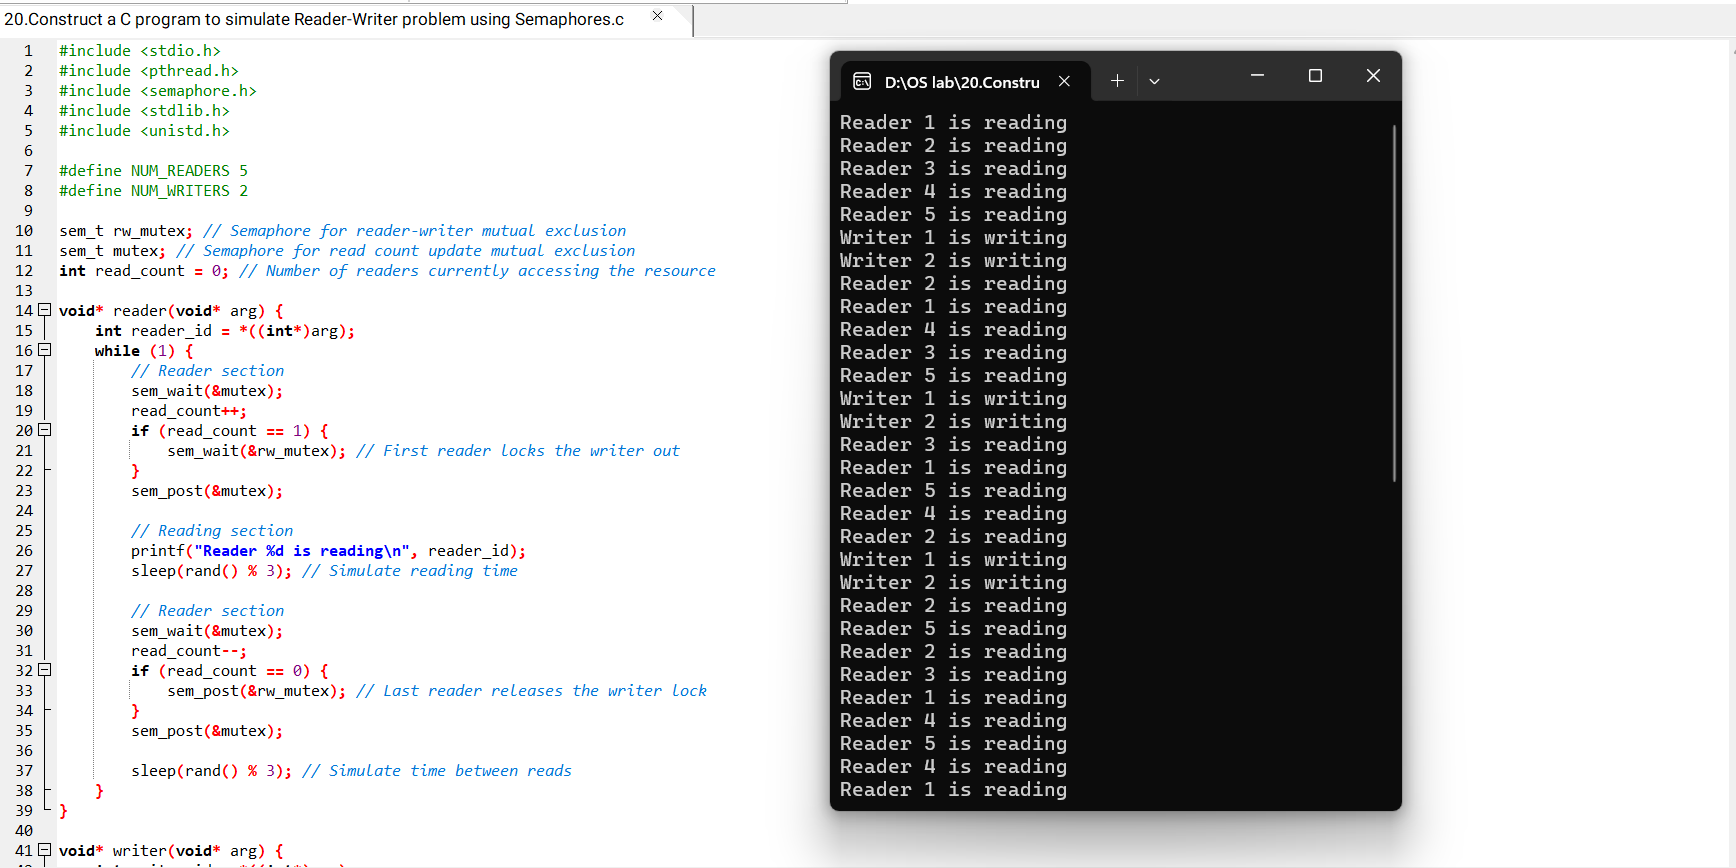 20.Construct a C program to simulate Reader-Writer problem using Semaphores.c
1 #include <stdio.h>
2 #include <pthread.h>
3 #include <semaphore.h>
4 #include <stdlib.h>
5 #include <unistd.h>
6
7 #define NUM_READERS 5
8 #define NUM_WRITERS 2
9
10 sem_t rw_mutex; // Semaphore for reader-writer mutual exclusion
11 sem_t mutex; // Semaphore for read count update mutual exclusion
12 int read_count = 0; // Number of readers currently accessing the resource
13
14 void* reader(void* arg) {
15     int reader_id = *((int*)arg);
16     while (1) {
17         // Reader section
18         sem_wait(&mutex);
19         read_count++;
20         if (read_count == 1) {
21             sem_wait(&rw_mutex); // First reader locks the writer out
22         }
23         sem_post(&mutex);
24
25         // Reading section
26         printf("Reader %d is reading\n", reader_id);
27         sleep(rand() % 3); // Simulate reading time
28
29         // Reader section
30         sem_wait(&mutex);
31         read_count--;
32         if (read_count == 0) {
33             sem_post(&rw_mutex); // Last reader releases the writer lock
34         }
35         sem_post(&mutex);
36
37         sleep(rand() % 3); // Simulate time between reads
38     }
39 }
40
41 void* writer(void* arg) {
D:\OS lab\20.Constru
Reader 1 is reading
Reader 2 is reading
Reader 3 is reading
Reader 4 is reading
Reader 5 is reading
Writer 1 is writing
Writer 2 is writing
Reader 2 is reading
Reader 1 is reading
Reader 4 is reading
Reader 3 is reading
Reader 5 is reading
Writer 1 is writing
Writer 2 is writing
Reader 3 is reading
Reader 1 is reading
Reader 5 is reading
Reader 4 is reading
Reader 2 is reading
Writer 1 is writing
Writer 2 is writing
Reader 2 is reading
Reader 5 is reading
Reader 2 is reading
Reader 3 is reading
Reader 1 is reading
Reader 4 is reading
Reader 5 is reading
Reader 4 is reading
Reader 1 is reading